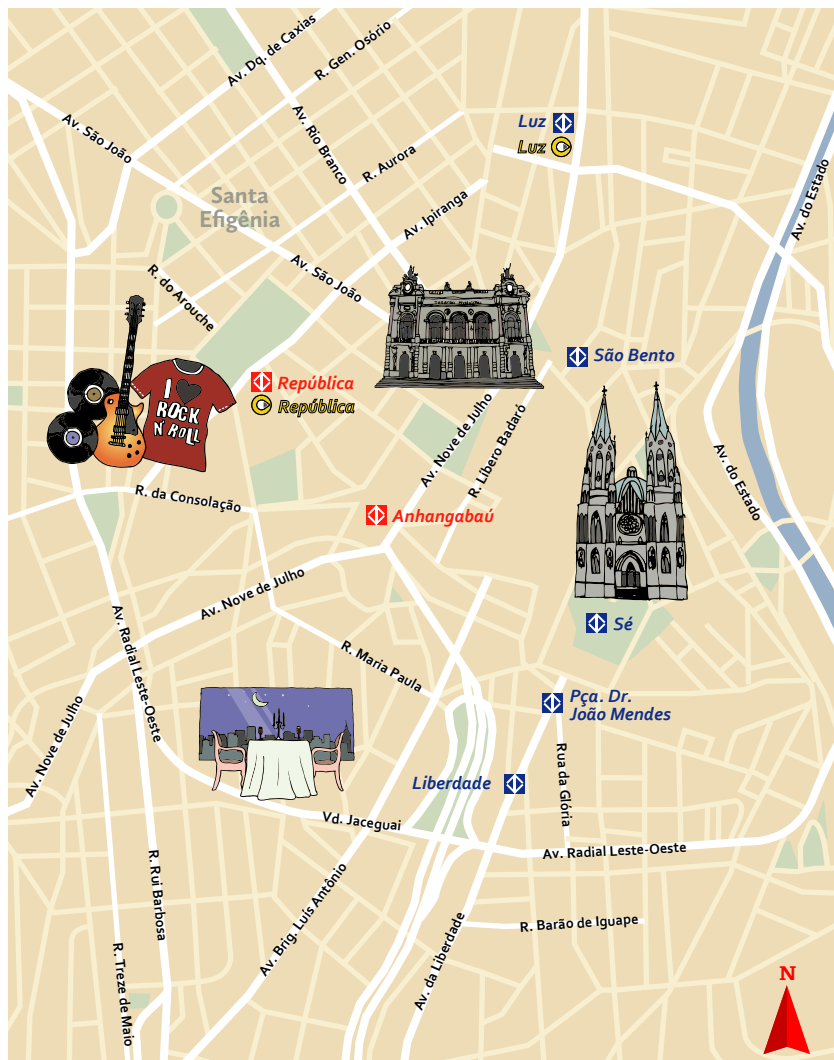 Av. Dq. de Caxias
R. Gen. Osório
Av. São João
Av. Rio Branco
R. Aurora
Luz
Luz
Av. do Estado
Santa
Efigênia
Av. Ipiranga
Av. São João
R. do Arouche
THEATRO MUNICIPAL
São Bento
República
República
I
ROCK
N' ROLL
Av. Nove de Julho
R. Líbero Badaró
Av. do Estado
R. da Consolação
Anhangabaú
Av. Nove de Julho
Sé
Av. Radial Leste-Oeste
R. Maria Paula
Pça. Dr.
João Mendes
Av. Nove de Julho
Rua da Glória
Liberdade
Vd. Jaceguai
Av. Radial Leste-Oeste
R. Rui Barbosa
Av. Brig. Luís Antônio
R. Barão de Iguape
R. Treze de Maio
Av. da Liberdade
N